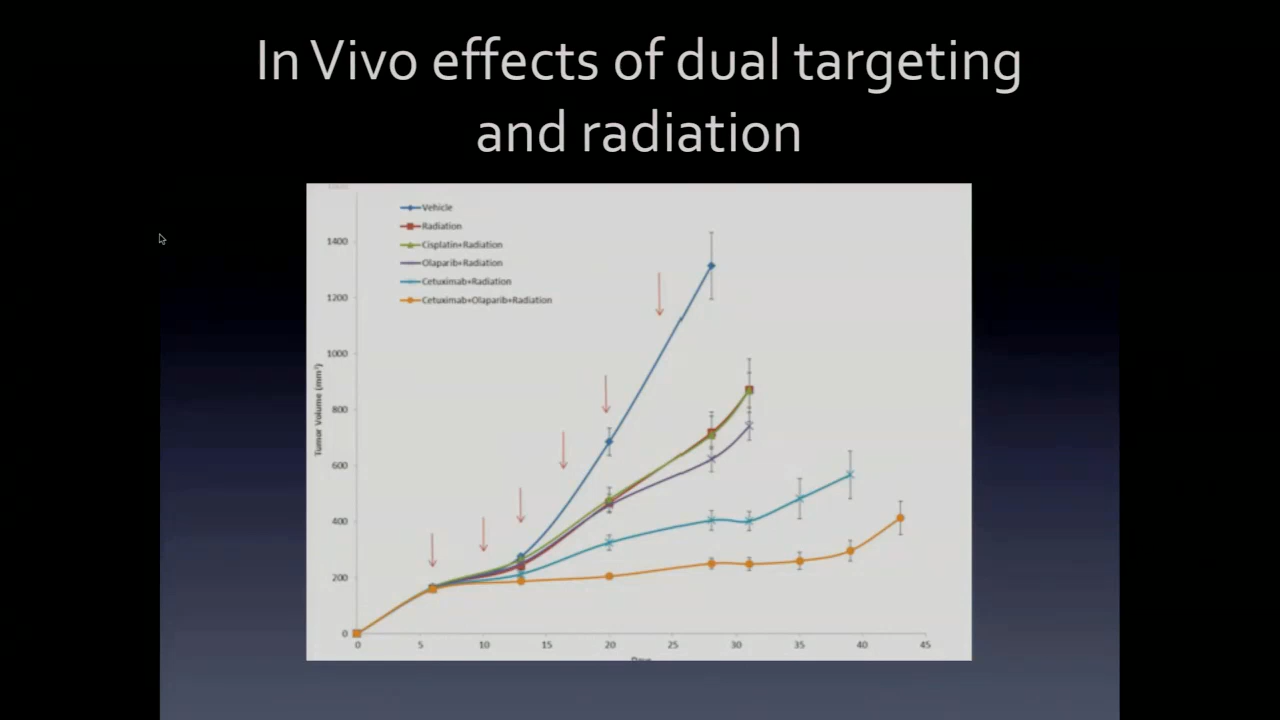 In Vivo effects of dual targeting
and radiation
Vehicle
Radiation
Cisplatin+Radiation
Olaparib+Radiation
Cetuximab+Radiation
Cetuximab+Olaparib+Radiation
Tumor Volume (mm³)
1400
1200
1000
800
600
400
200
0
0 5 10 15 20 25 30 35 40 45